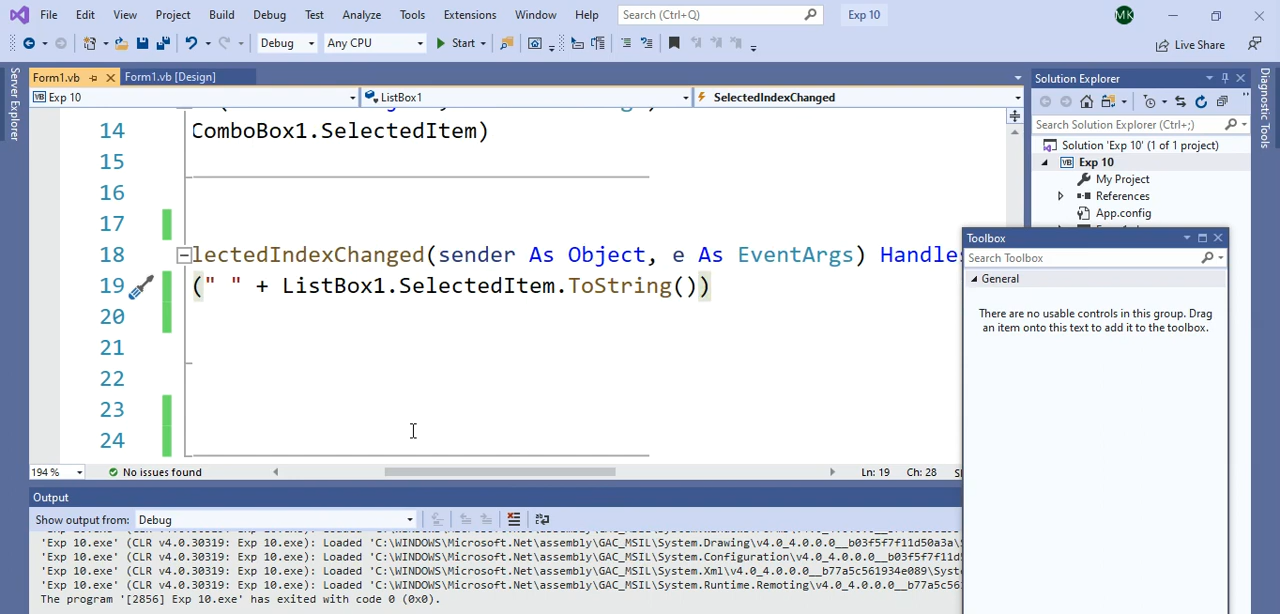 File Edit View Project Build Debug Test Analyze Tools Extensions Window Help Search (Ctrl+Q) Exp 10 MK
Debug Any CPU Start Live Share
Server Explorer
Form1.vb Form1.vb [Design]
VB Exp 10 ListBox1 SelectedIndexChanged
14 ComboBox1.SelectedItem)
15
16
17
18 lectedIndexChanged(sender As Object, e As EventArgs) Handles
19 (" " + ListBox1.SelectedItem.ToString())
20
21
22
23
24
194 % No issues found Ln: 19 Ch: 28
Output
Show output from: Debug
'Exp 10.exe' (CLR v4.0.30319: Exp 10.exe): Loaded 'C:\WINDOWS\Microsoft.Net\assembly\GAC_MSIL\System.Drawing\v4.0_4.0.0.0__b03f5f7f11d50a3a\S
'Exp 10.exe' (CLR v4.0.30319: Exp 10.exe): Loaded 'C:\WINDOWS\Microsoft.Net\assembly\GAC_MSIL\System.Configuration\v4.0_4.0.0.0__b03f5f7f11d5
'Exp 10.exe' (CLR v4.0.30319: Exp 10.exe): Loaded 'C:\WINDOWS\Microsoft.Net\assembly\GAC_MSIL\System.Xml\v4.0_4.0.0.0__b77a5c561934e089\Syste
'Exp 10.exe' (CLR v4.0.30319: Exp 10.exe): Loaded 'C:\WINDOWS\Microsoft.Net\assembly\GAC_MSIL\System.Runtime.Remoting\v4.0_4.0.0.0__b77a5c56
The program '[2856] Exp 10.exe' has exited with code 0 (0x0).
Solution Explorer
Search Solution Explorer (Ctrl+;)
Solution 'Exp 10' (1 of 1 project)
VB Exp 10
My Project
References
App.config
Toolbox
Search Toolbox
General
There are no usable controls in this group. Drag
an item onto this text to add it to the toolbox.
Diagnostic Tools